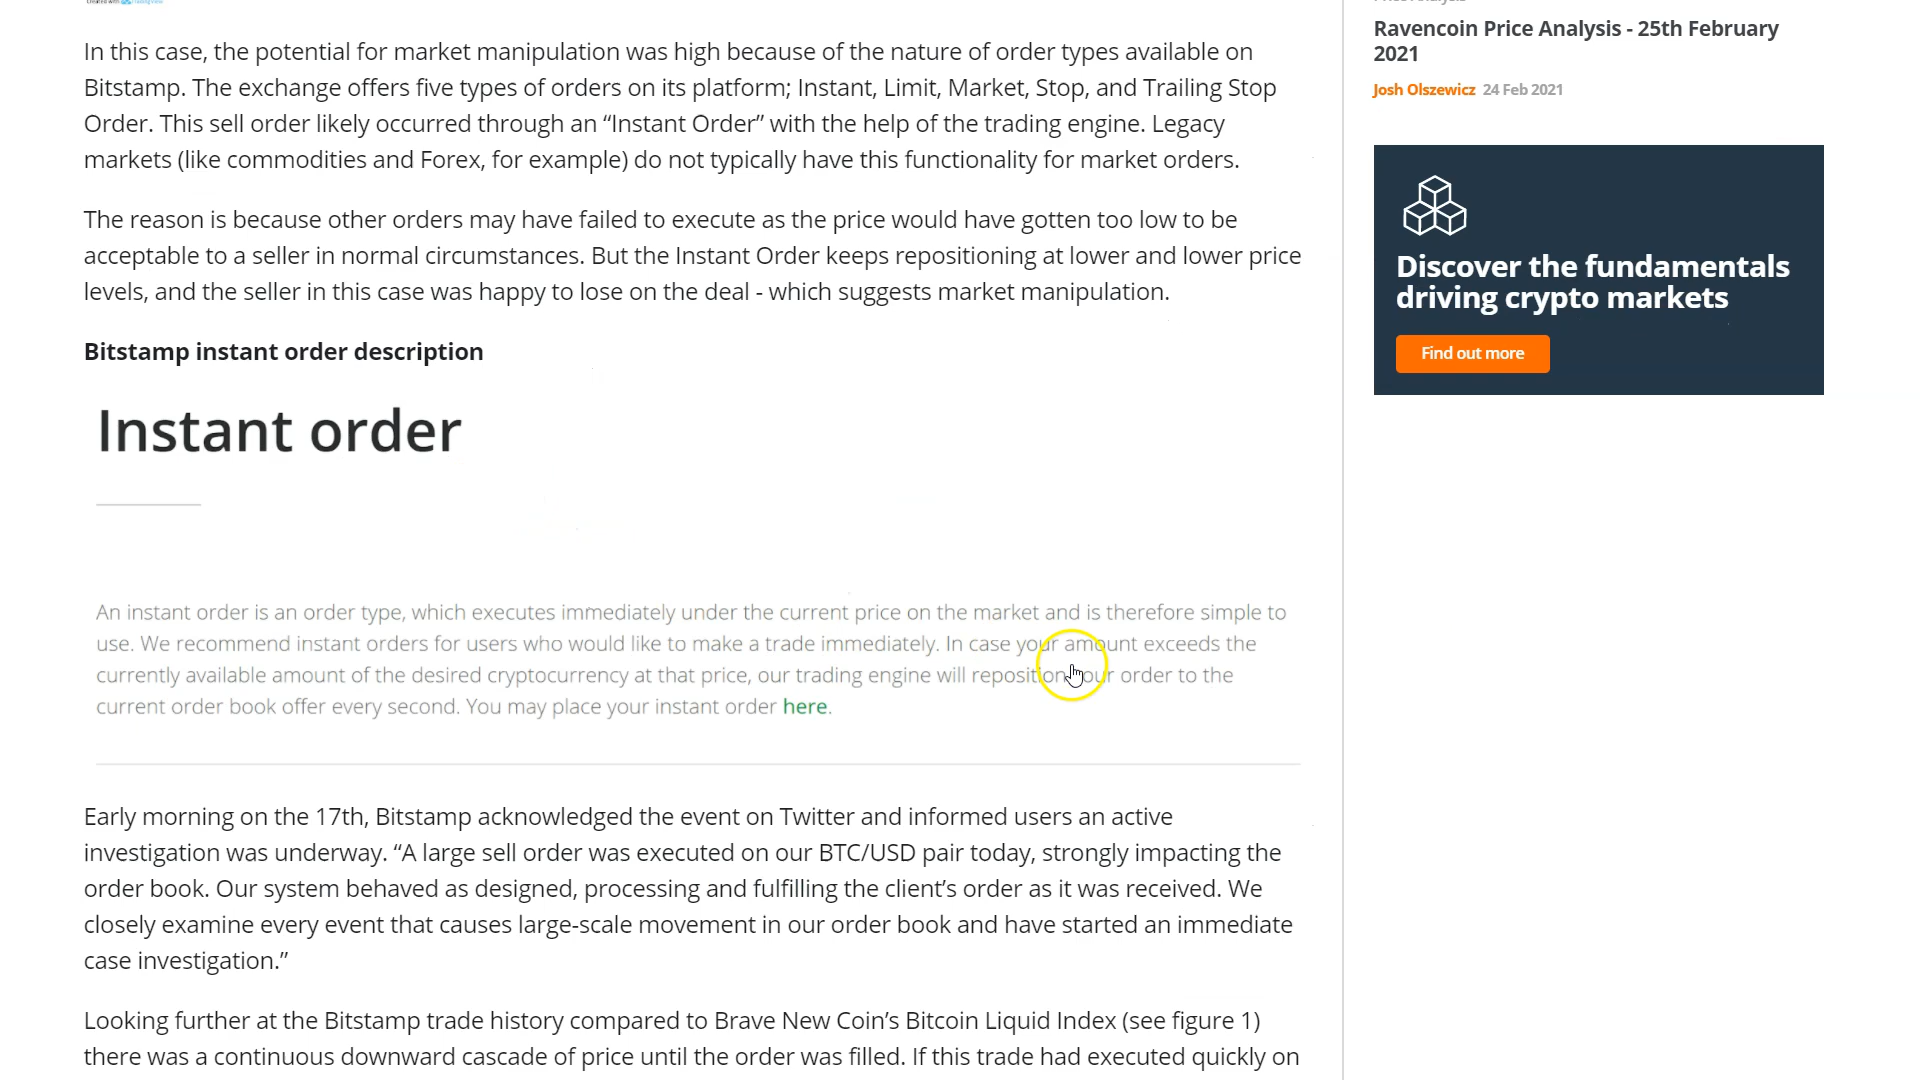 In this case, the potential for market manipulation was high because of the nature of order types available on
Bitstamp. The exchange offers five types of orders on its platform; Instant, Limit, Market, Stop, and Trailing Stop
Order. This sell order likely occurred through an “Instant Order” with the help of the trading engine. Legacy
markets (like commodities and Forex, for example) do not typically have this functionality for market orders.
The reason is because other orders may have failed to execute as the price would have gotten too low to be
acceptable to a seller in normal circumstances. But the Instant Order keeps repositioning at lower and lower price
levels, and the seller in this case was happy to lose on the deal - which suggests market manipulation.
Bitstamp instant order description
Instant order
An instant order is an order type, which executes immediately under the current price on the market and is therefore simple to
use. We recommend instant orders for users who would like to make a trade immediately. In case your amount exceeds the
currently available amount of the desired cryptocurrency at that price, our trading engine will reposition your order to the
current order book offer every second. You may place your instant order here.
Early morning on the 17th, Bitstamp acknowledged the event on Twitter and informed users an active
investigation was underway. “A large sell order was executed on our BTC/USD pair today, strongly impacting the
order book. Our system behaved as designed, processing and fulfilling the client’s order as it was received. We
closely examine every event that causes large-scale movement in our order book and have started an immediate
case investigation.”
Looking further at the Bitstamp trade history compared to Brave New Coin’s Bitcoin Liquid Index (see figure 1)
there was a continuous downward cascade of price until the order was filled. If this trade had executed quickly on
Ravencoin Price Analysis - 25th February
2021
Josh Olszewicz 24 Feb 2021
Discover the fundamentals
driving crypto markets
Find out more